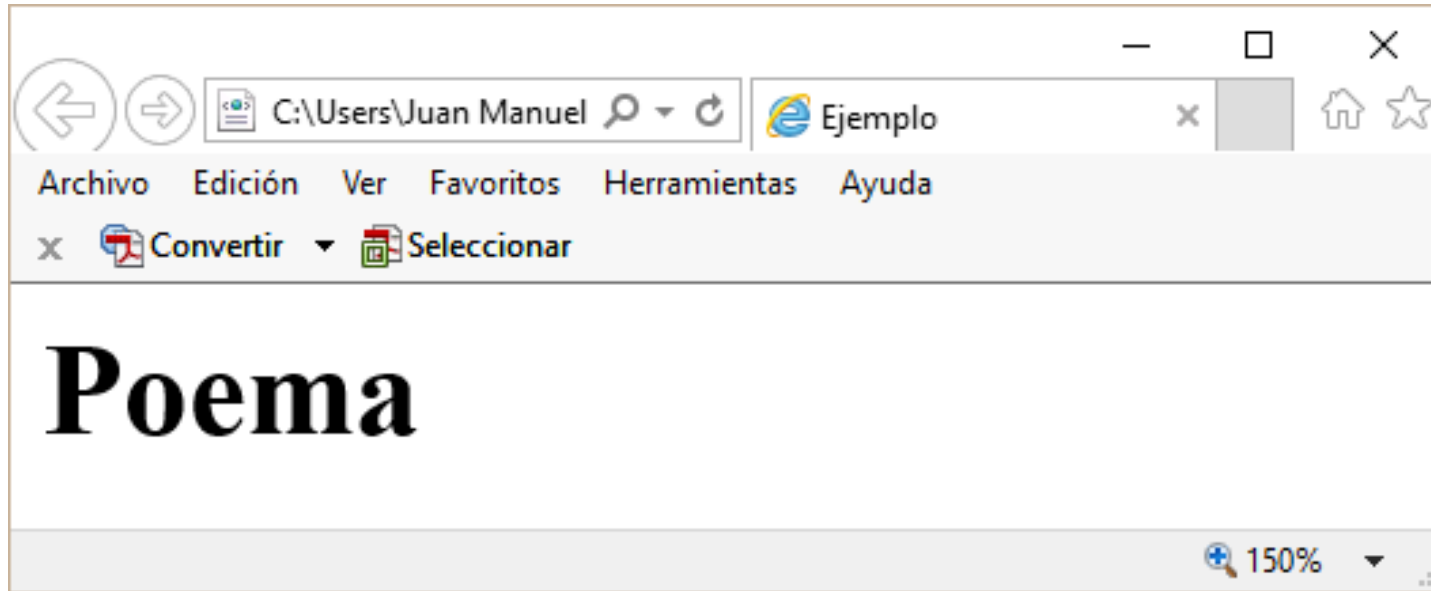 C:\Users\Juan Manuel
Ejemplo
Archivo Edición Ver Favoritos Herramientas Ayuda
x Convertir Seleccionar
Poema
150%